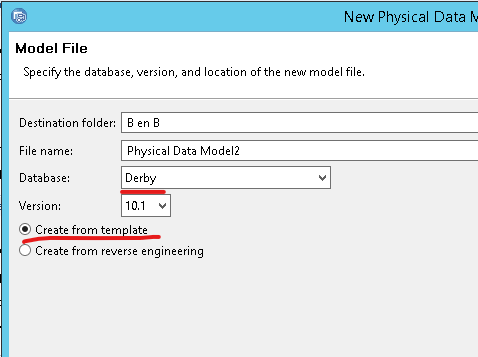 New Physical Data M
Model File
Specify the database, version, and location of the new model file.
Destination folder: B en B
File name: Physical Data Model2
Database: Derby
Version: 10.1
Create from template
Create from reverse engineering